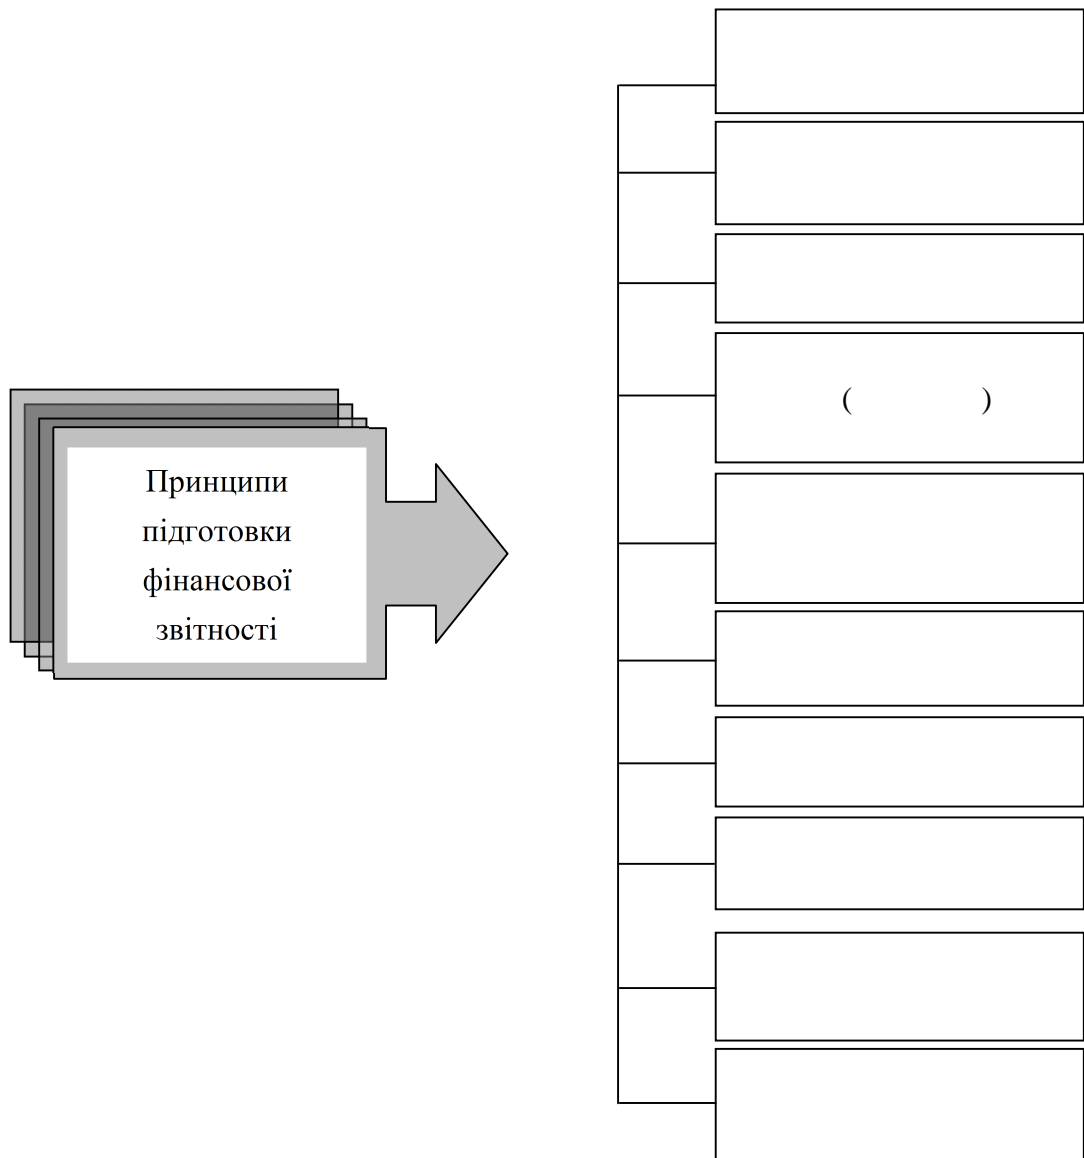 Принципи
підготовки
фінансової
звітності
( )